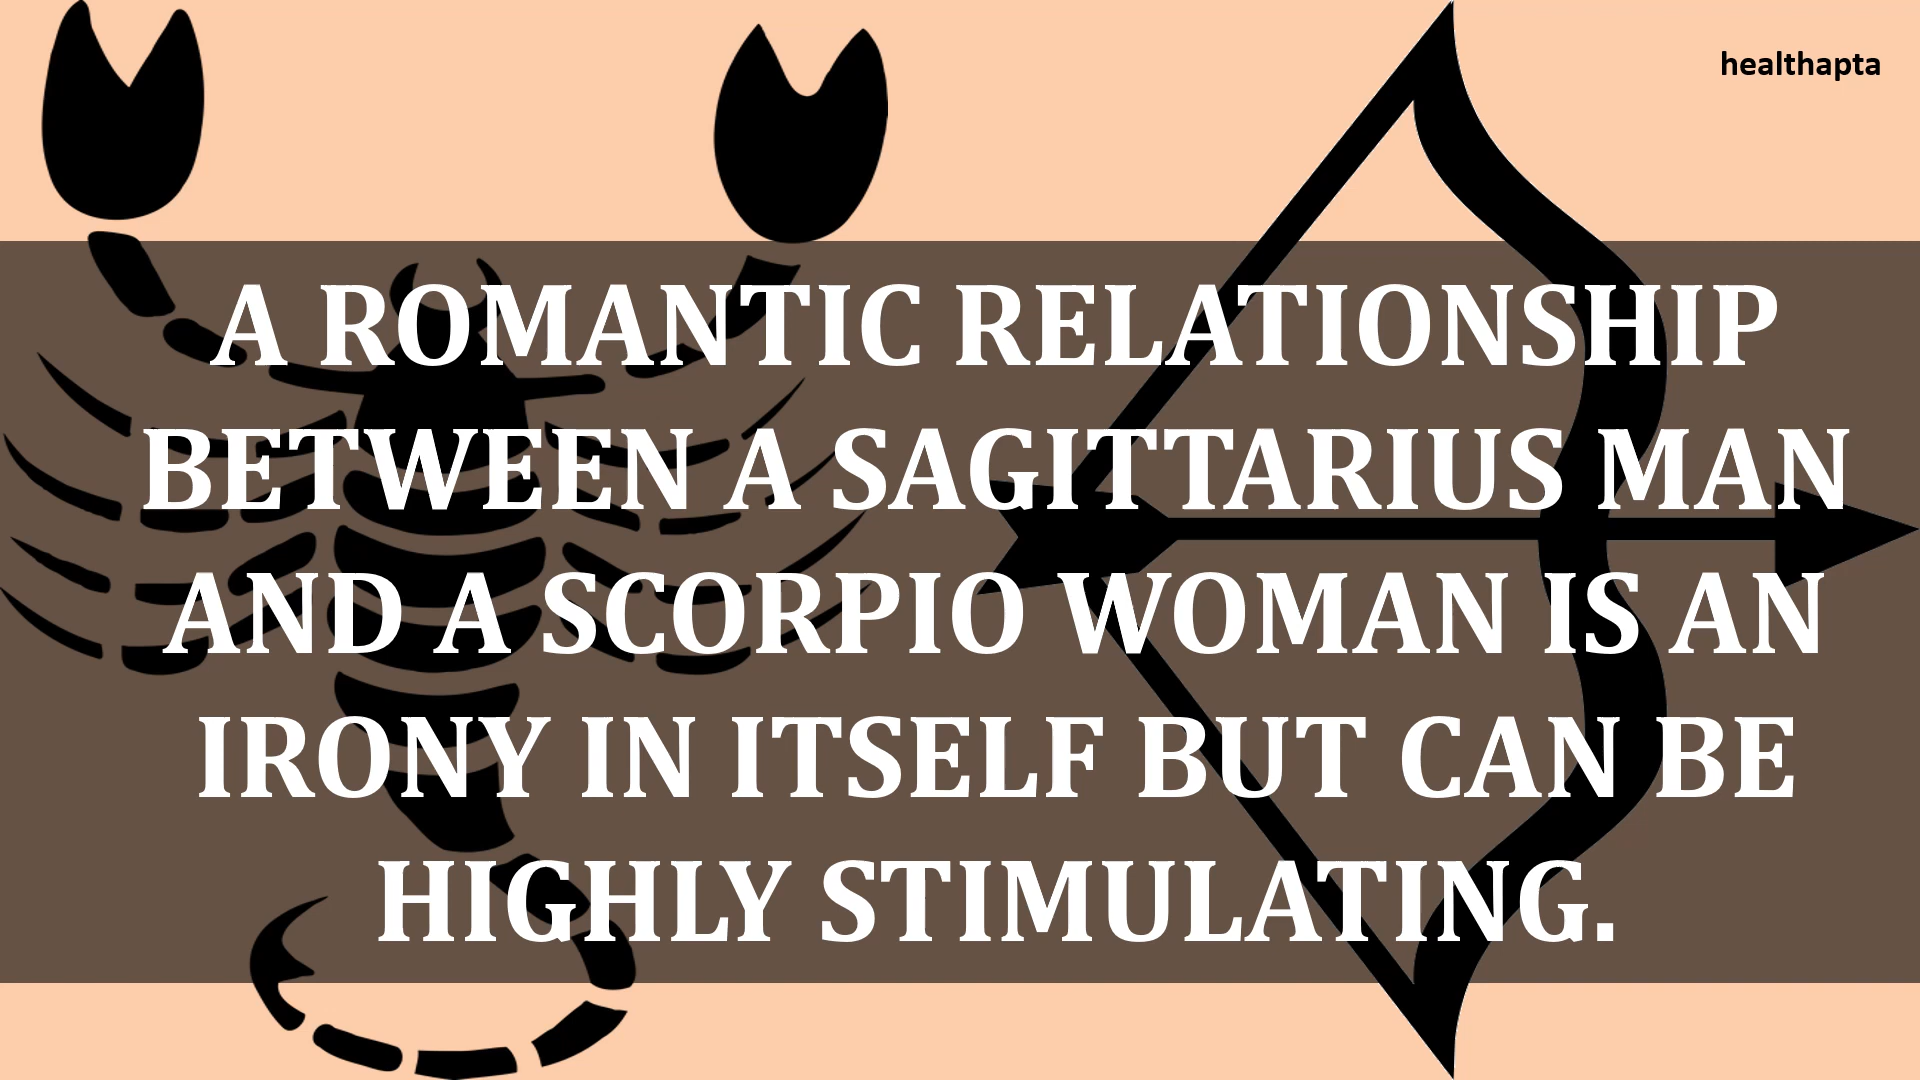 healthapta
A ROMANTIC RELATIONSHIP
BETWEEN A SAGITTARIUS MAN
AND A SCORPIO WOMAN IS AN
IRONY IN ITSELF BUT CAN BE
HIGHLY STIMULATING.